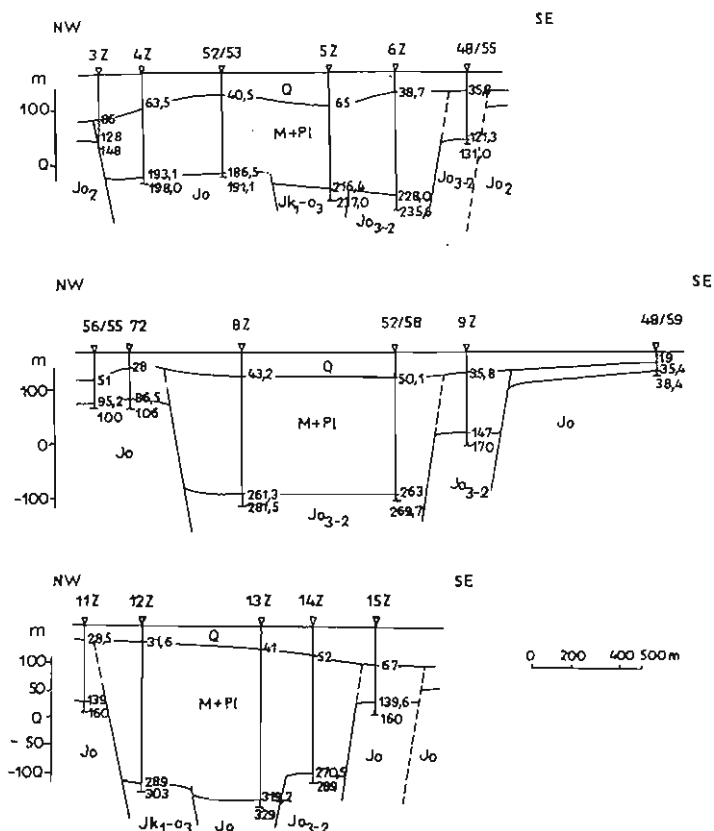 NW SE
3Z 4Z 52/53 5Z 6Z 48/55
m
Q
86 63,5 40,5 65 38,7 35,8
100
M+Pl
128 121,3
148 131,0
0
193,1 186,5 216,4 228,0
198,0 191,1 217,0 235,6
Jo2 Jo Jk1-o3 Jo3-2 Jo3-2 Jo2
NW SE
56/55 72 8Z 52/58 9Z 48/59
m
Q
51 28 43,2 50,1 35,8 19
35,4
38,4
100
95,2 86,5
100 106
M+Pl
147
170
0
Jo Jo3-2 Jo
-100
261,3 263
281,5 269,7
Jo3-2
NW SE
11Z 12Z 13Z 14Z 15Z
m
Q
28,5 31,6 41 52 67
100
50
M+Pl
139 139,6
160 160
0
-50
Jo Jo Jo
-100
289 319,2 270,5
303 329 289
Jk1-o3 Jo Jo3-2
0 200 400 500m